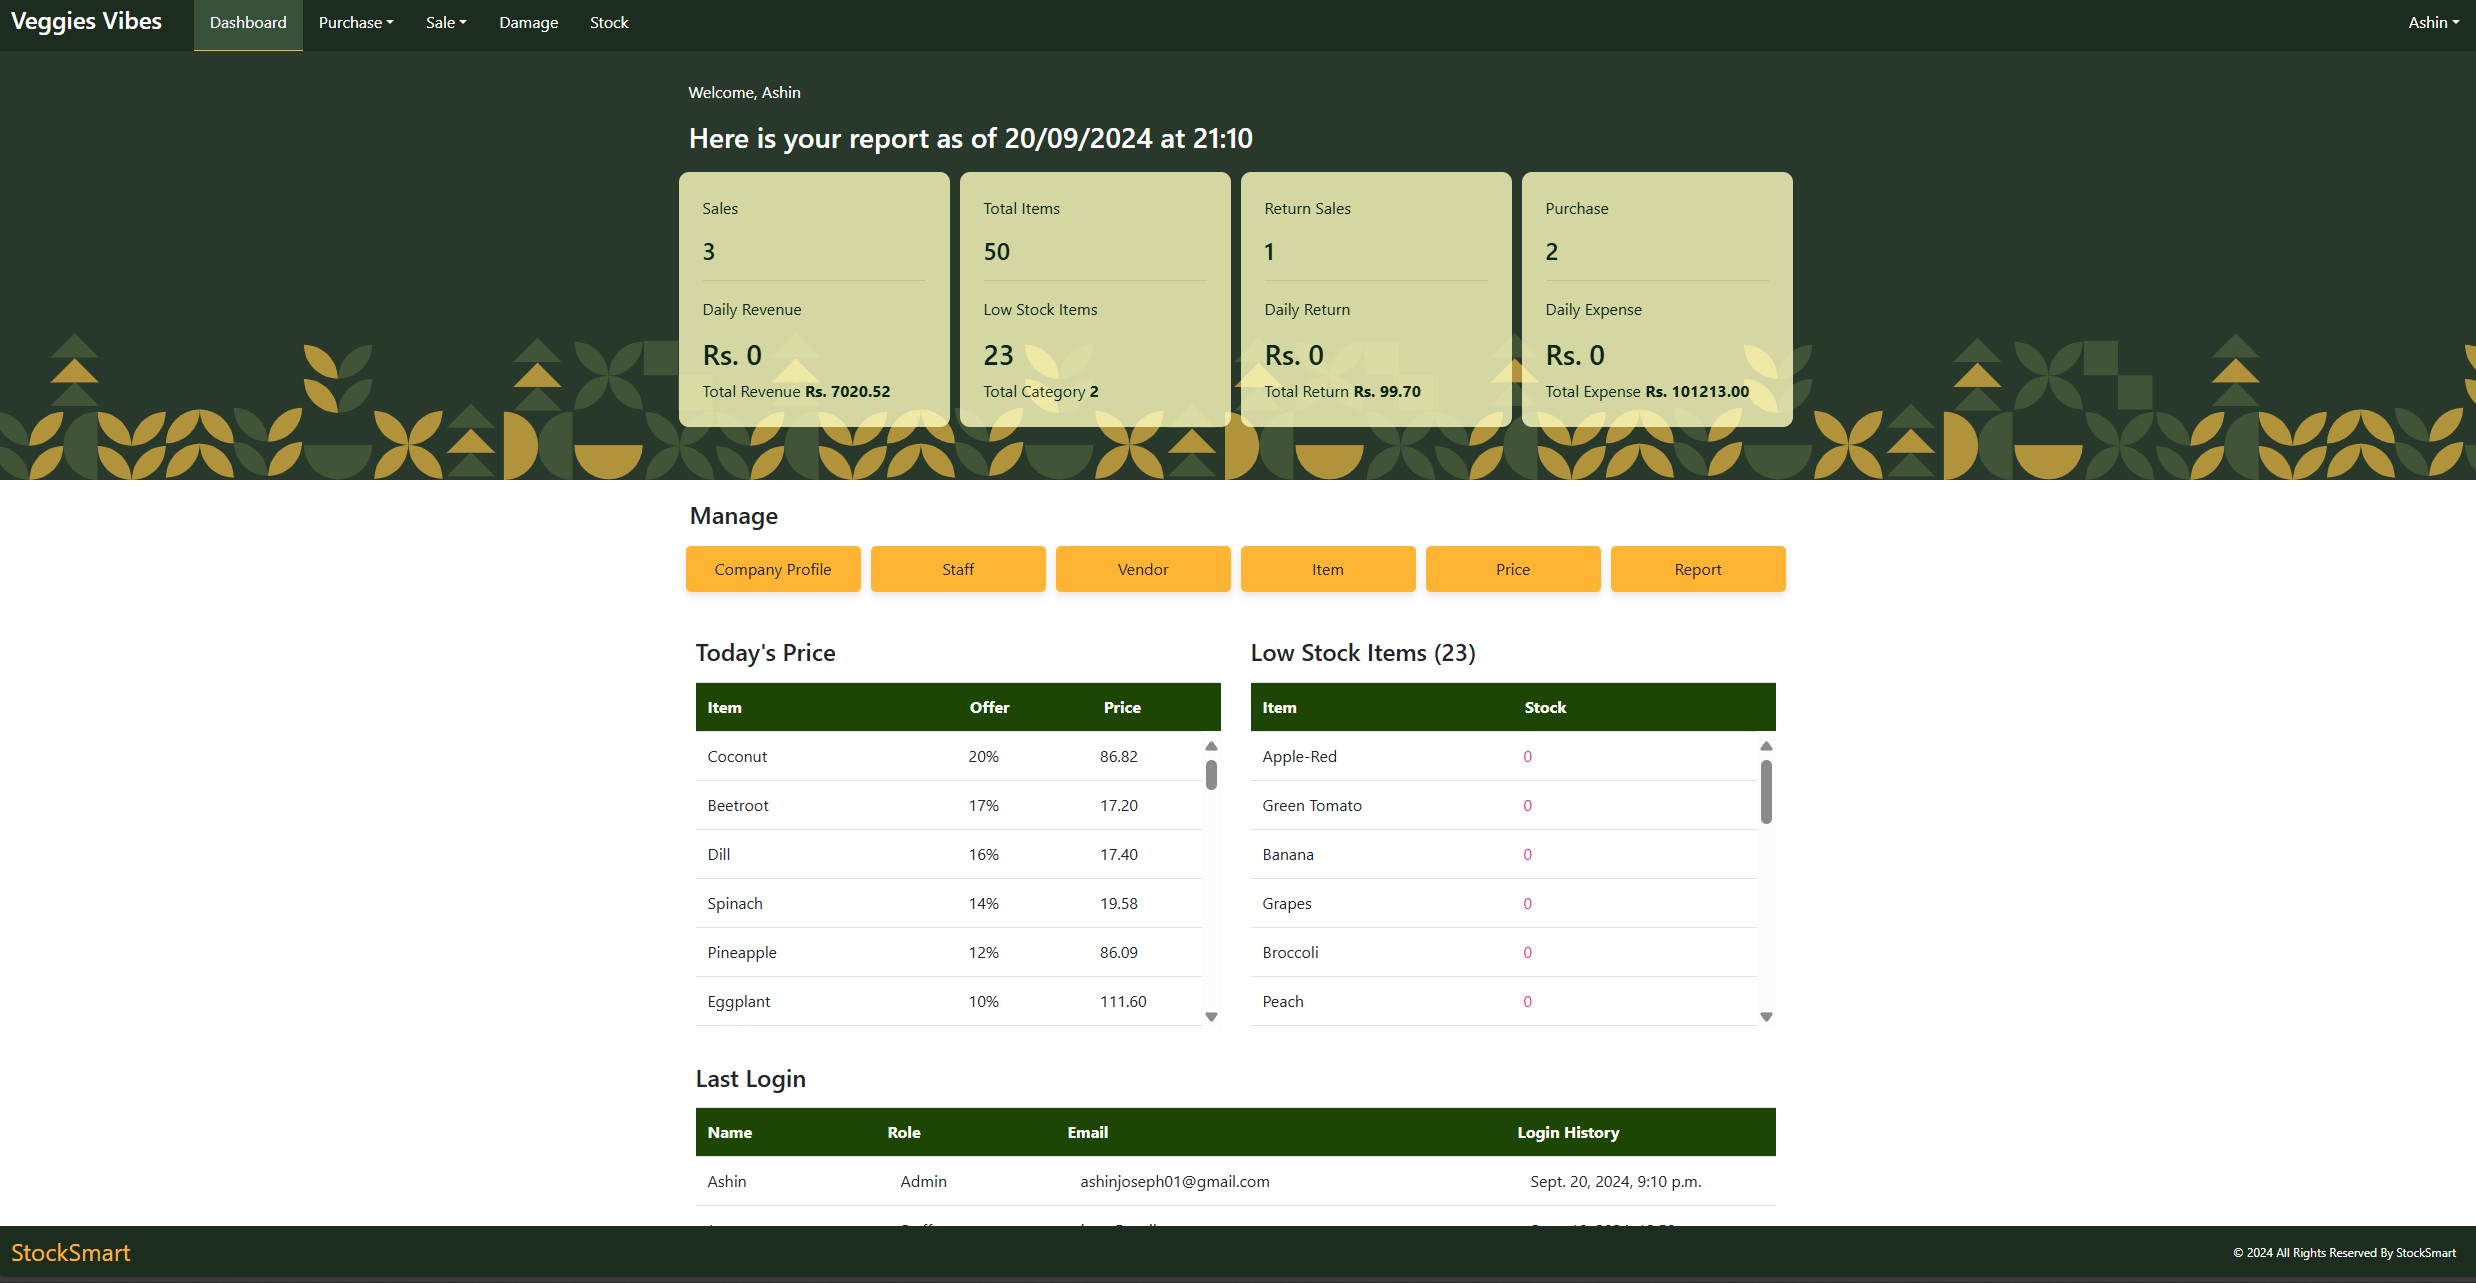 Veggies Vibes Dashboard Purchase Sale Damage Stock Ashin
Welcome, Ashin
Here is your report as of 20/09/2024 at 21:10
Sales
3
Daily Revenue
Rs. 0
Total Revenue Rs. 7020.52
Total Items
50
Low Stock Items
23
Total Category 2
Return Sales
1
Daily Return
Rs. 0
Total Return Rs. 99.70
Purchase
2
Daily Expense
Rs. 0
Total Expense Rs. 101213.00
Manage
Company Profile Staff Vendor Item Price Report
Today's Price
Item Offer Price
Coconut 20% 86.82
Beetroot 17% 17.20
Dill 16% 17.40
Spinach 14% 19.58
Pineapple 12% 86.09
Eggplant 10% 111.60
Low Stock Items (23)
Item Stock
Apple-Red 0
Green Tomato 0
Banana 0
Grapes 0
Broccoli 0
Peach 0
Last Login
Name Role Email Login History
Ashin Admin ashinjoseph01@gmail.com Sept. 20, 2024, 9:10 p.m.
StockSmart © 2024 All Rights Reserved By StockSmart